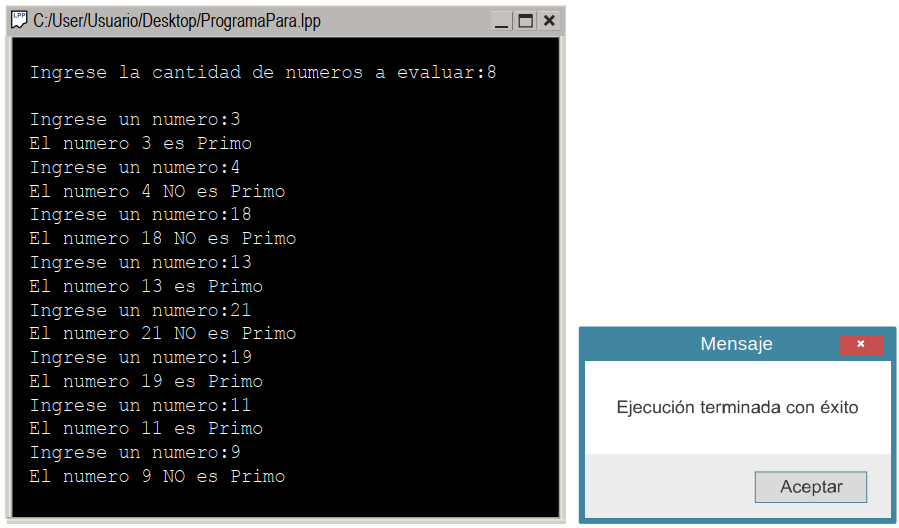 LPP C:/User/Usuario/Desktop/ProgramaPara.lpp
Ingrese la cantidad de numeros a evaluar:8
Ingrese un numero:3
El numero 3 es Primo
Ingrese un numero:4
El numero 4 NO es Primo
Ingrese un numero:18
El numero 18 NO es Primo
Ingrese un numero:13
El numero 13 es Primo
Ingrese un numero:21
El numero 21 NO es Primo
Ingrese un numero:19
El numero 19 es Primo
Ingrese un numero:11
El numero 11 es Primo
Ingrese un numero:9
El numero 9 NO es Primo
Mensaje
Ejecución terminada con éxito
Aceptar